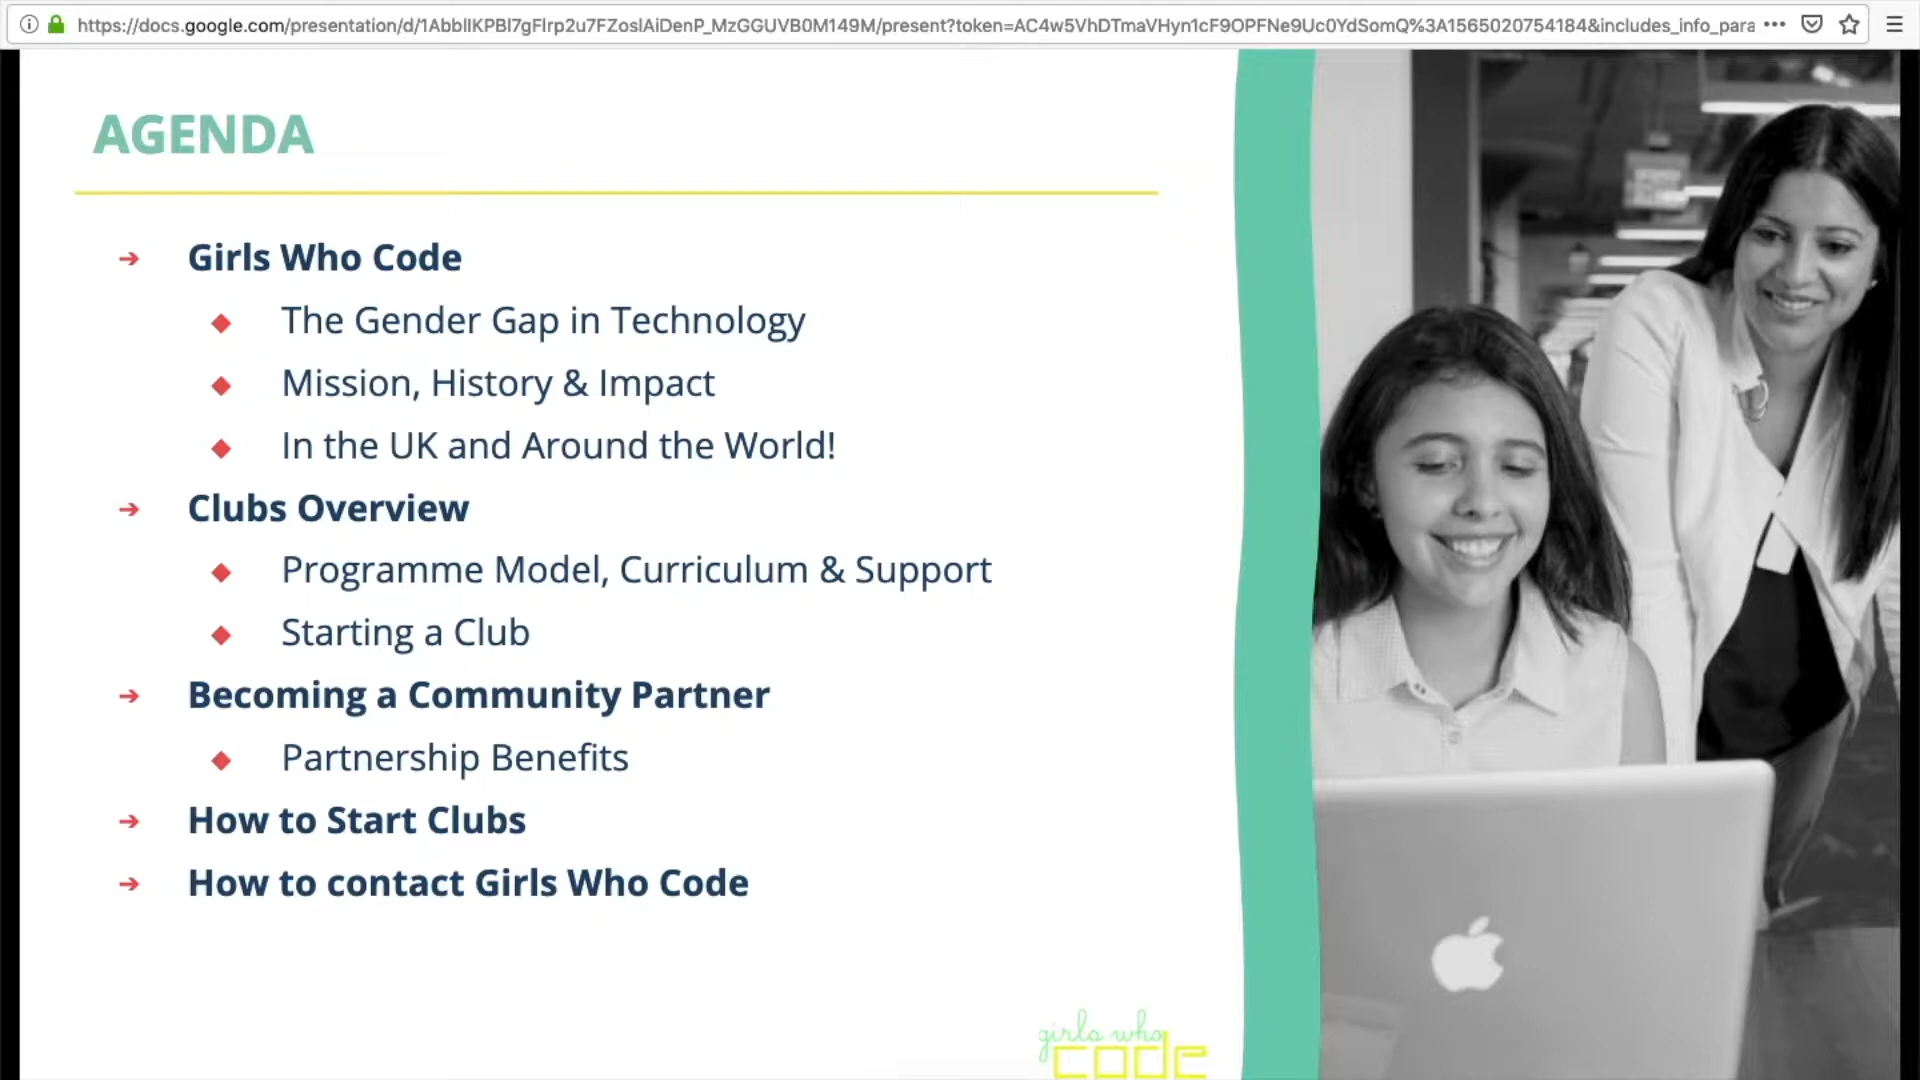 https://docs.google.com/presentation/d/1AbblIKPBl7gFlrp2u7FZoslAiDenP_MzGGUVB0M149M/present?token=AC4w5VhDTmaVHyn1cF9OPFNe9Uc0YdSomQ%3A1565020754184&includes_info_para
AGENDA
➔ Girls Who Code
◆ The Gender Gap in Technology
◆ Mission, History & Impact
◆ In the UK and Around the World!
➔ Clubs Overview
◆ Programme Model, Curriculum & Support
◆ Starting a Club
➔ Becoming a Community Partner
◆ Partnership Benefits
➔ How to Start Clubs
➔ How to contact Girls Who Code
girls who
code